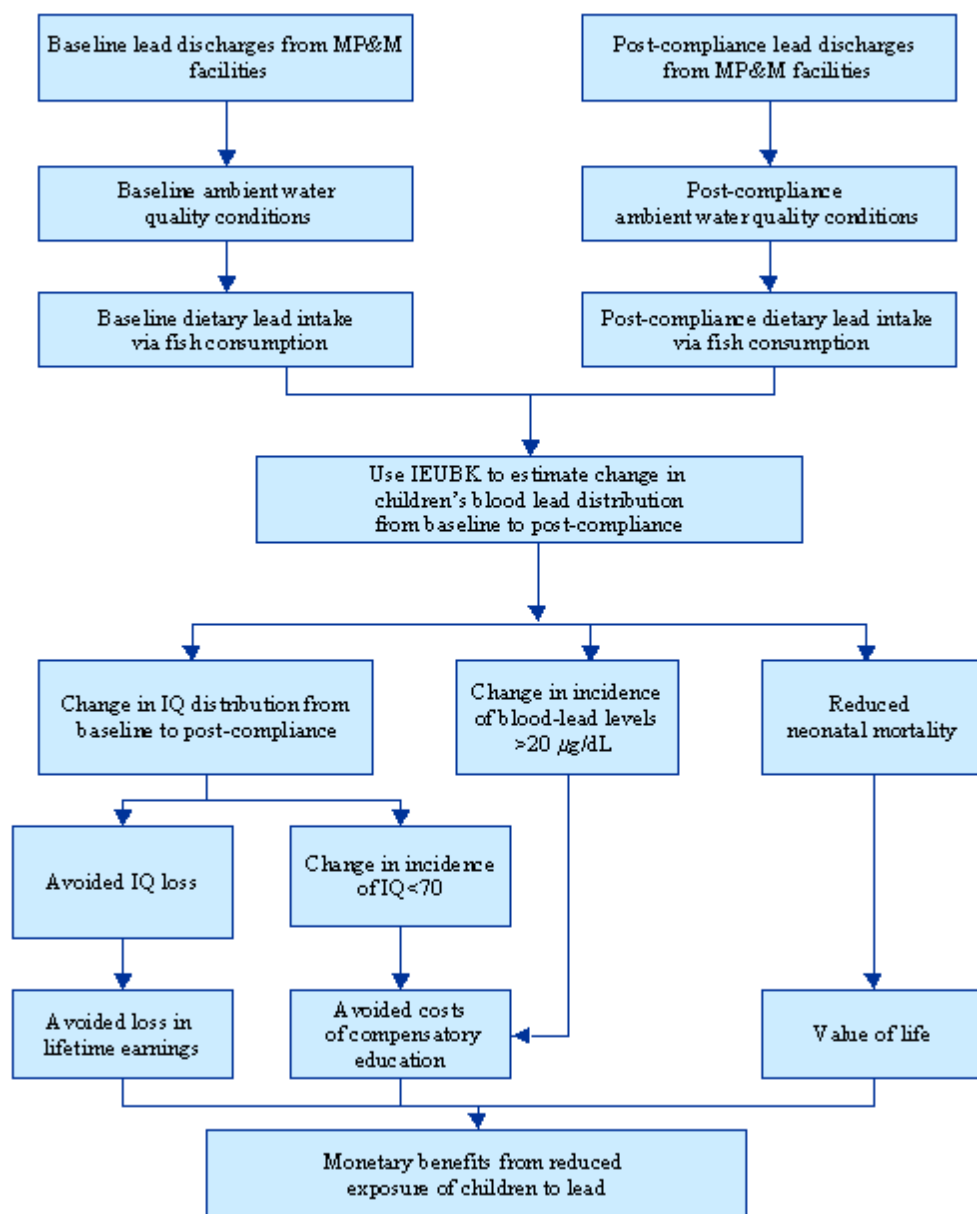 Baseline lead discharges from MP&M
facilities
Post-compliance lead discharges
from MP&M facilities
Baseline ambient water
quality conditions
Post-compliance
ambient water quality conditions
Baseline dietary lead intake
via fish consumption
Post-compliance dietary lead intake
via fish consumption
Use IEUBK to estimate change in
children's blood lead distribution
from baseline to post-compliance
Change in IQ distribution from
baseline to post-compliance
Change in incidence
of blood-lead levels
>20 µg/dL
Reduced
neonatal mortality
Avoided IQ loss
Change in incidence
of IQ<70
Avoided loss in
lifetime earnings
Avoided costs
of compensatory
education
Value of life
Monetary benefits from reduced
exposure of children to lead